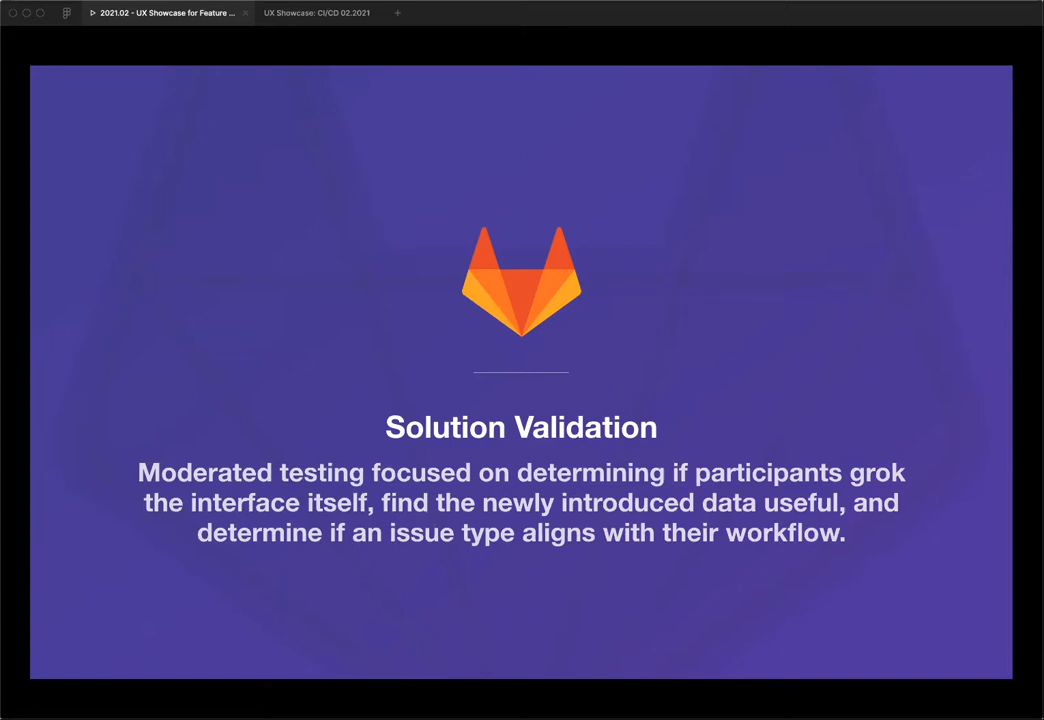 2021.02 - UX Showcase for Feature ...
UX Showcase: CI/CD 02.2021
Solution Validation
Moderated testing focused on determining if participants grok
the interface itself, find the newly introduced data useful, and
determine if an issue type aligns with their workflow.